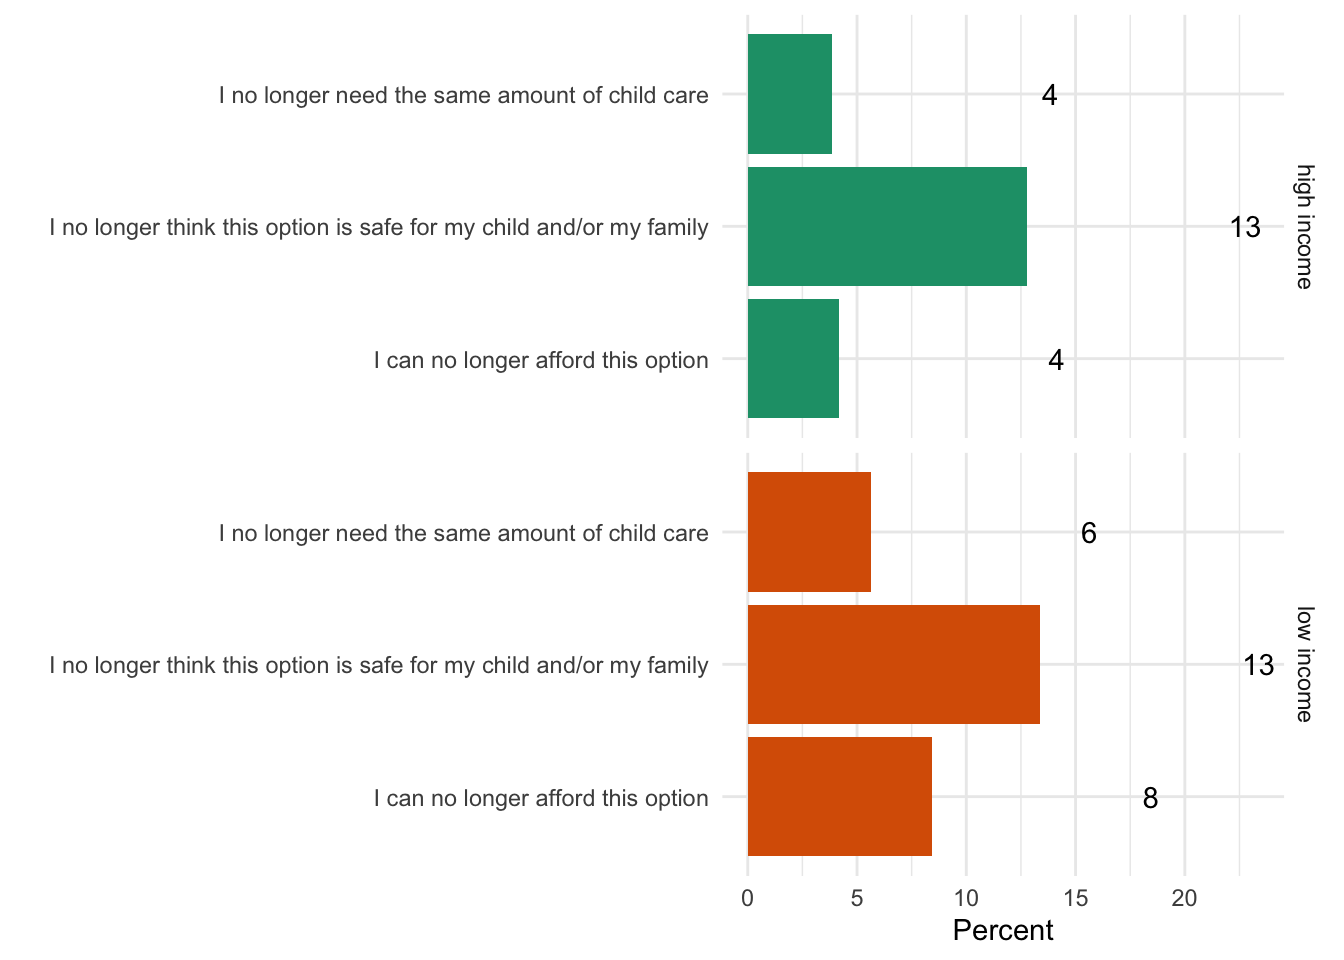 I no longer need the same amount of child care
4
I no longer think this option is safe for my child and/or my family
13
I can no longer afford this option
4
high income
I no longer need the same amount of child care
6
I no longer think this option is safe for my child and/or my family
13
I can no longer afford this option
8
low income
0 5 10 15 20
Percent